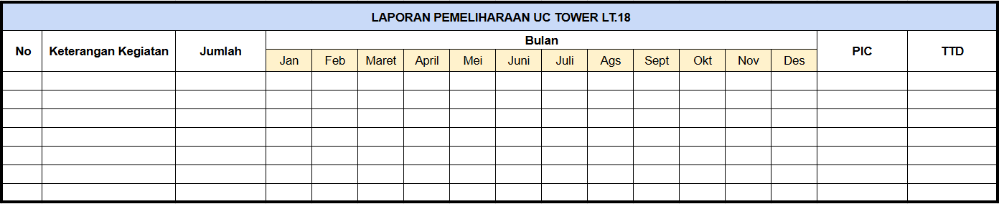 LAPORAN PEMELIHARAAN UC TOWER LT.18
No Keterangan Kegiatan Jumlah Bulan PIC TTD
Jan Feb Maret April Mei Juni Juli Ags Sept Okt Nov Des